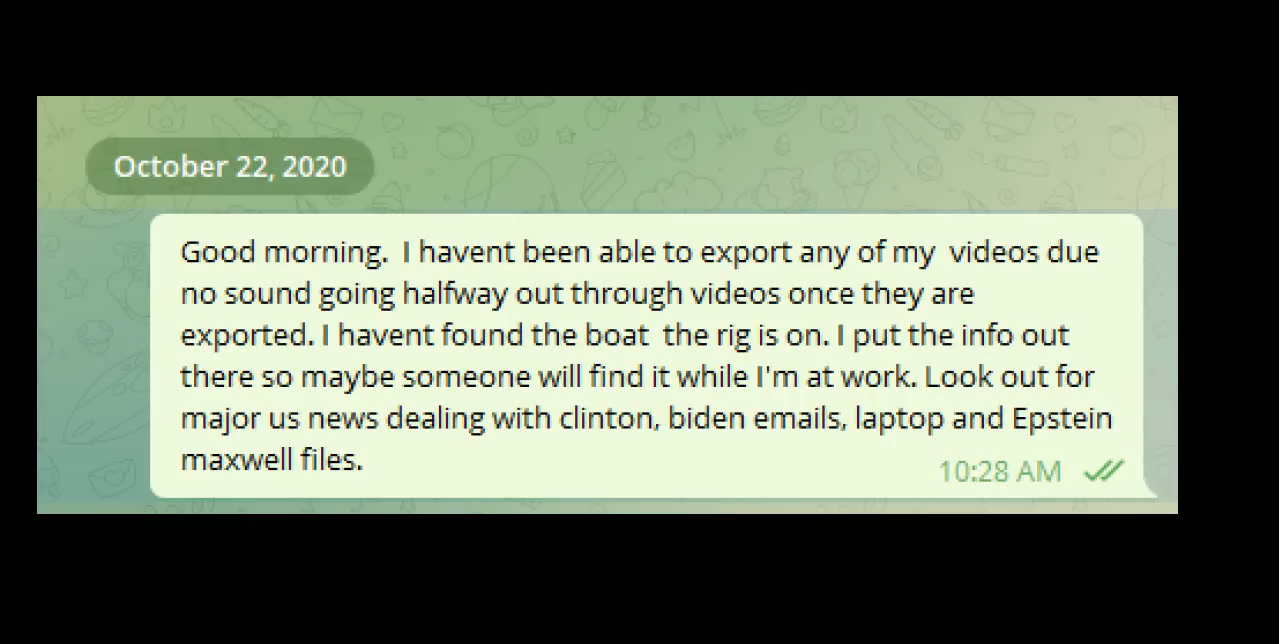 October 22, 2020
Good morning.  I havent been able to export any of my  videos due
no sound going halfway out through videos once they are
exported. I havent found the boat  the rig is on. I put the info out
there so maybe someone will find it while I'm at work. Look out for
major us news dealing with clinton, biden emails, laptop and Epstein
maxwell files.
10:28 AM